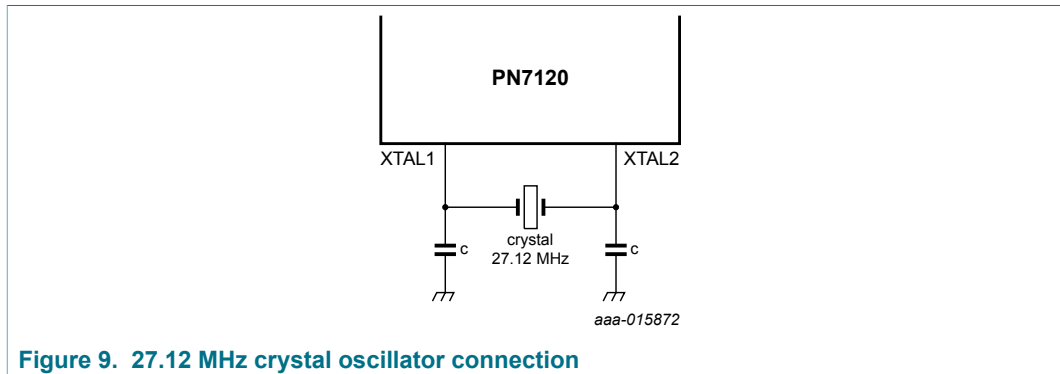 PN7120
XTAL1 XTAL2
c crystal c
27.12 MHz
aaa-015872
Figure 9. 27.12 MHz crystal oscillator connection